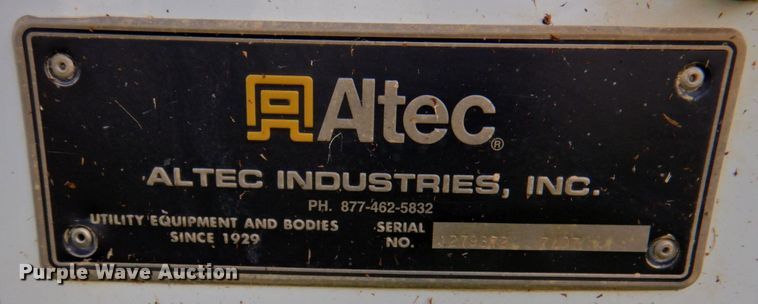 Altec®
ALTEC INDUSTRIES, INC.
PH. 877-462-5832
UTILITY EQUIPMENT AND BODIES
SINCE 1929
SERIAL
NO.
Purple Wave Auction